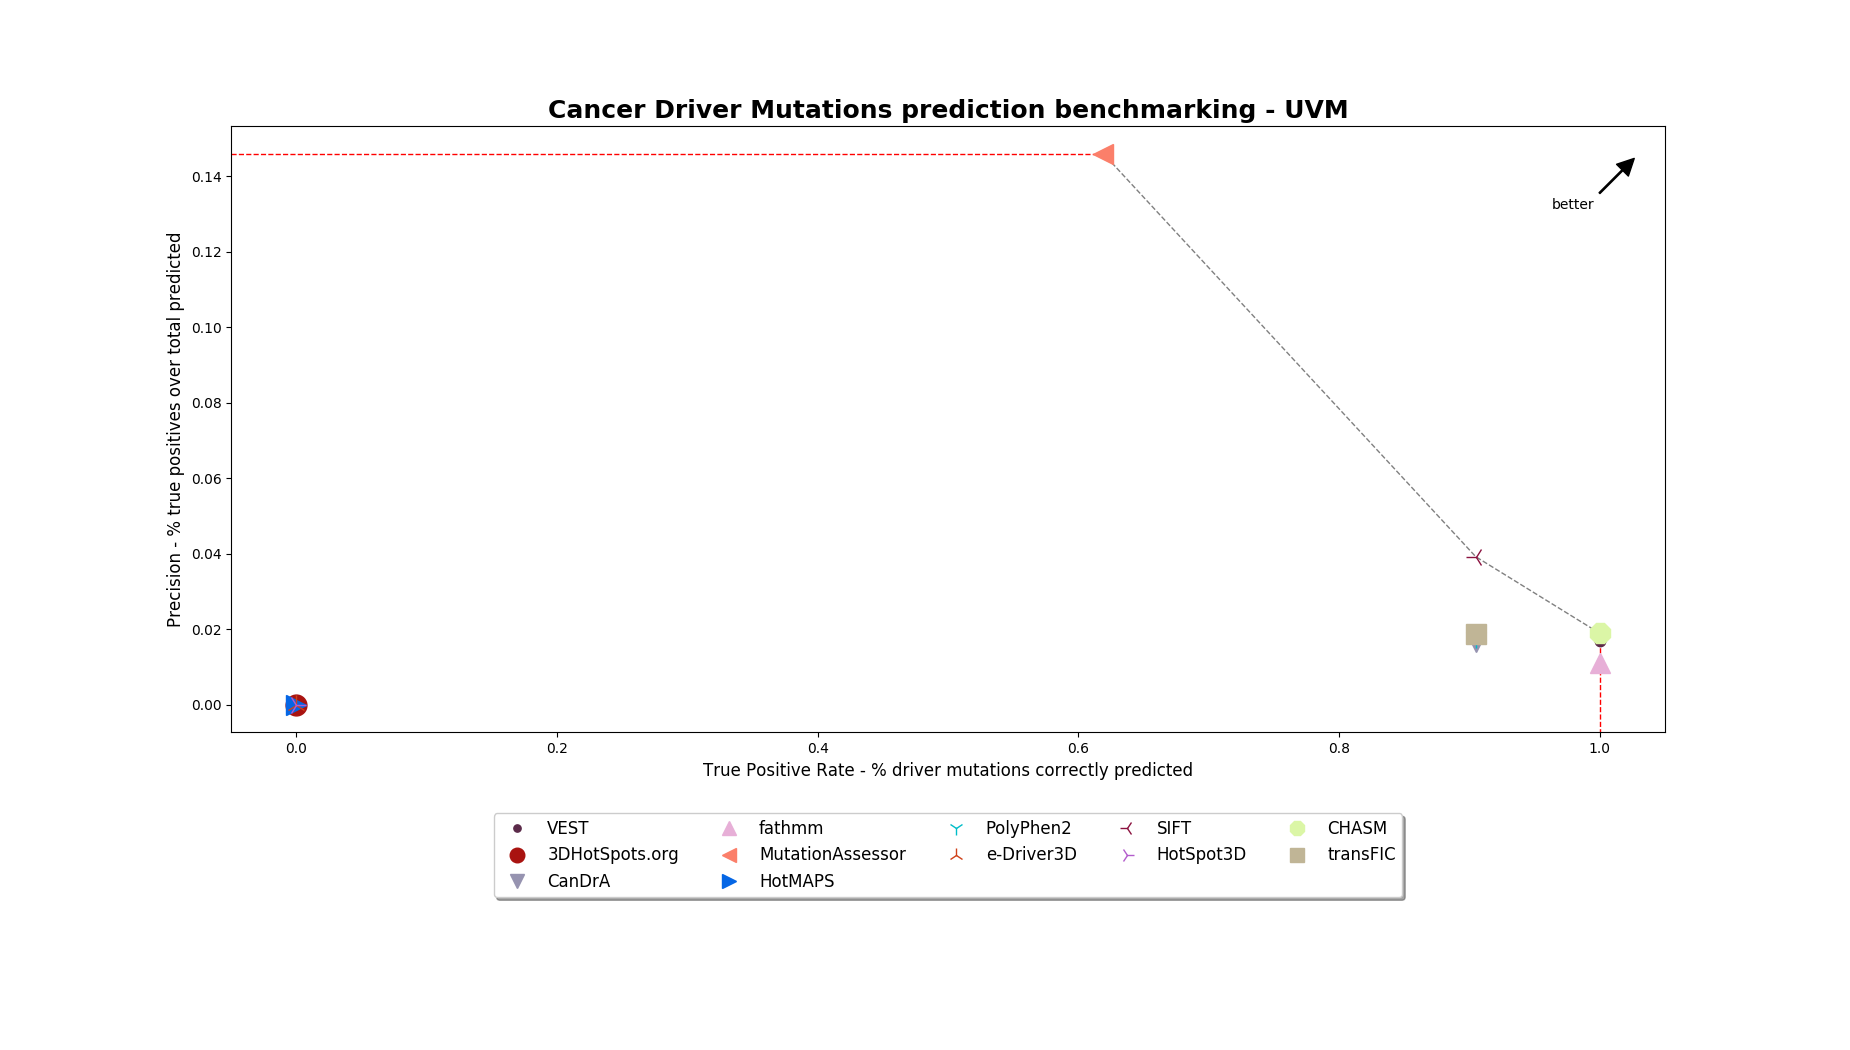 Cancer Driver Mutations prediction benchmarking - UVM
Precision - % true positives over total predicted
0.14
0.12
0.10
0.08
0.06
0.04
0.02
0.00
better
0.0 0.2 0.4 0.6 0.8 1.0
True Positive Rate - % driver mutations correctly predicted
VEST fathmm PolyPhen2 SIFT CHASM
3DHotSpots.org MutationAssessor e-Driver3D HotSpot3D transFIC
CanDrA HotMAPS